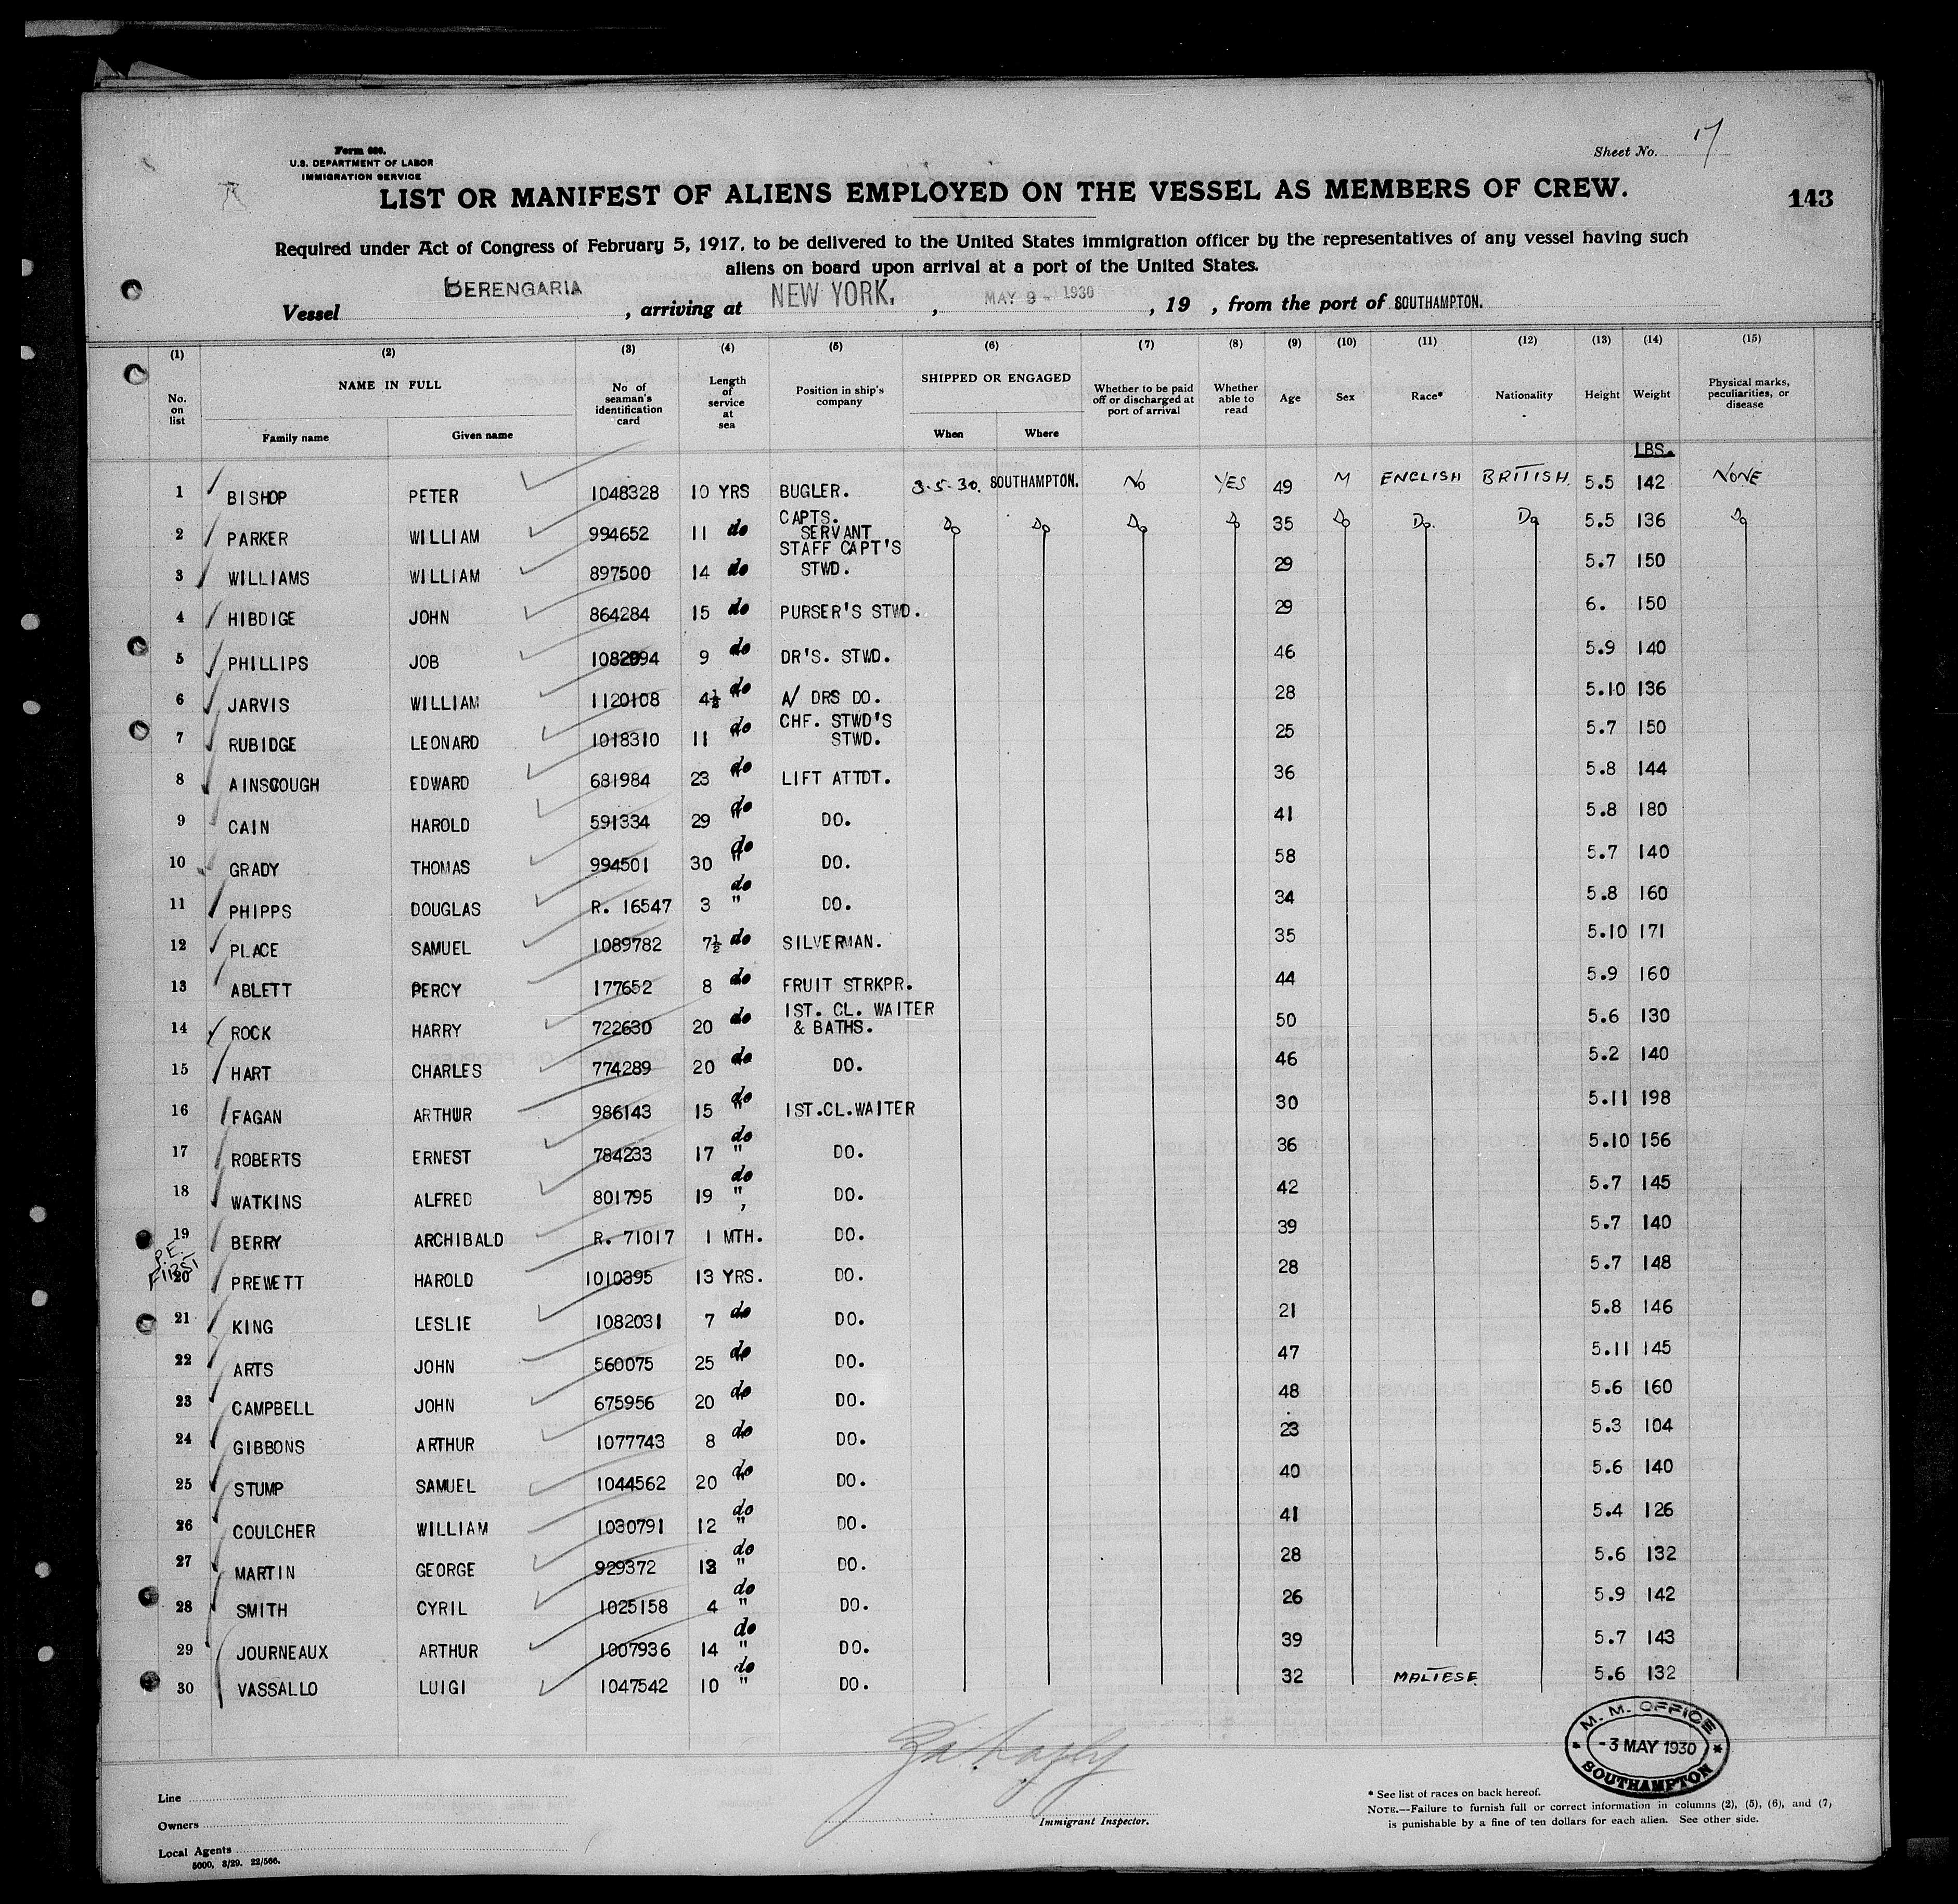 Form 680.
U.S. DEPARTMENT OF LABOR
IMMIGRATION SERVICE
Sheet No. 17
LIST OR MANIFEST OF ALIENS EMPLOYED ON THE VESSEL AS MEMBERS OF CREW.
143
Required under Act of Congress of February 5, 1917, to be delivered to the United States immigration officer by the representatives of any vessel having such
aliens on board upon arrival at a port of the United States.
Vessel BERENGARIA, arriving at NEW YORK, MAY 9 - 1930, 19 , from the port of SOUTHAMPTON.
(1) (2) (3) (4) (5) (6) (7) (8) (9) (10) (11) (12) (13) (14) (15)
No. on list NAME IN FULL Family name Given name No of seaman's identification card Length of service at sea Position in ship's company SHIPPED OR ENGAGED When Where Whether to be paid off or discharged at port of arrival Whether able to read Age Sex Race* Nationality Height Weight Physical marks, peculiarities, or disease
LBS.
1 BISHOP PETER 1048328 10 YRS BUGLER. 3.5.30. SOUTHAMPTON. No YES 49 M ENGLISH BRITISH. 5.5 142 NONE
2 PARKER WILLIAM 994652 11 do CAPTS. SERVANT Do Do Do Do 35 Do Do. Do 5.5 136 Do
3 WILLIAMS WILLIAM 897500 14 do STAFF CAPT'S STWD. 29 5.7 150
4 HIBDIGE JOHN 864284 15 do PURSER'S STWD. 29 6. 150
5 PHILLIPS JOB 9 do DR'S. STWD. 46 5.9 140
6 JARVIS WILLIAM 1120108 4½ do A/ DRS DO. 28 5.10 136
7 RUBIDGE LEONARD 1018310 11 do CHF. STWD'S STWD. 25 5.7 150
8 AINSCOUGH EDWARD 681984 23 do LIFT ATTDT. 36 5.8 144
9 CAIN HAROLD 591334 29 do DO. 41 5.8 180
10 GRADY THOMAS 994501 30 do DO. 58 5.7 140
11 PHIPPS DOUGLAS R. 16547 3 do " DO. 34 5.8 160
12 PLACE SAMUEL 1089782 7½ do SILVERMAN. 35 5.10 171
13 ABLETT PERCY 177652 8 do FRUIT STRKPR. 44 5.9 160
14 ROCK HARRY 722630 20 do 1ST. CL. WAITER & BATHS. 50 5.6 130
15 HART CHARLES 774289 20 do DO. 46 5.2 140
16 FAGAN ARTHUR 986143 15 do 1ST.CL.WAITER 30 5.11 198
17 ROBERTS ERNEST 784233 17 do " DO. 36 5.10 156
18 WATKINS ALFRED 801795 19 do " DO. 42 5.7 145
19 BERRY ARCHIBALD R. 71017 1 MTH. DO. 39 5.7 140
P.E. FIRST
20 PREWETT HAROLD 1010395 13 YRS. DO. 28 5.7 148
21 KING LESLIE 1082031 7 do DO. 21 5.8 146
22 ARTS JOHN 560075 25 do DO. 47 5.11 145
23 CAMPBELL JOHN 675956 20 do DO. 48 5.6 160
24 GIBBONS ARTHUR 1077743 8 do DO. 23 5.3 104
25 STUMP SAMUEL 1044562 20 do DO. 40 5.6 140
26 COULCHER WILLIAM 1030791 12 do " DO. 41 5.4 126
27 MARTIN GEORGE 929372 do " DO. 28 5.6 132
28 SMITH CYRIL 1025158 4 do " DO. 26 5.9 142
29 JOURNEAUX ARTHUR 1007936 14 do " DO. 39 5.7 143
30 VASSALLO LUIGI 1047542 10 do " DO. 32 MALTESE. 5.6 132
M. M. OFFICE
- 3 MAY 1930
SOUTHAMPTON
Line
Owners
Local Agents
5000, 3/29. 22/566.
Immigrant Inspector.
* See list of races on back hereof.
NOTE.—Failure to furnish full or correct information in columns (2), (5), (6), and (7,
is punishable by a fine of ten dollars for each alien. See other side.